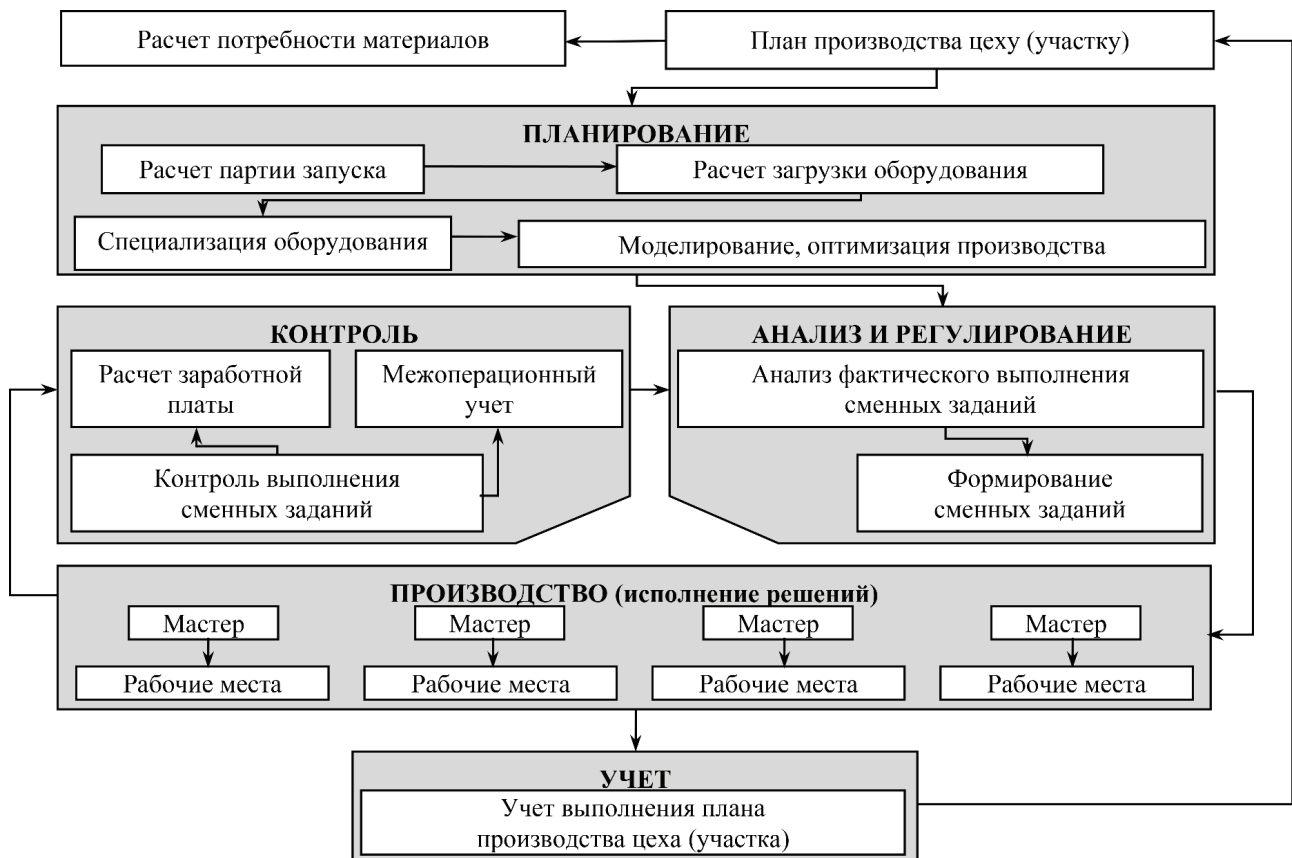 Расчет потребности материалов
План производства цеху (участку)
ПЛАНИРОВАНИЕ
Расчет партии запуска
Расчет загрузки оборудования
Специализация оборудования
Моделирование, оптимизация производства
КОНТРОЛЬ
Расчет заработной
платы
Межоперационный
учет
Контроль выполнения
сменных заданий
АНАЛИЗ И РЕГУЛИРОВАНИЕ
Анализ фактического выполнения
сменных заданий
Формирование
сменных заданий
ПРОИЗВОДСТВО (исполнение решений)
Мастер
Мастер
Мастер
Мастер
Рабочие места
Рабочие места
Рабочие места
Рабочие места
УЧЕТ
Учет выполнения плана
производства цеха (участка)